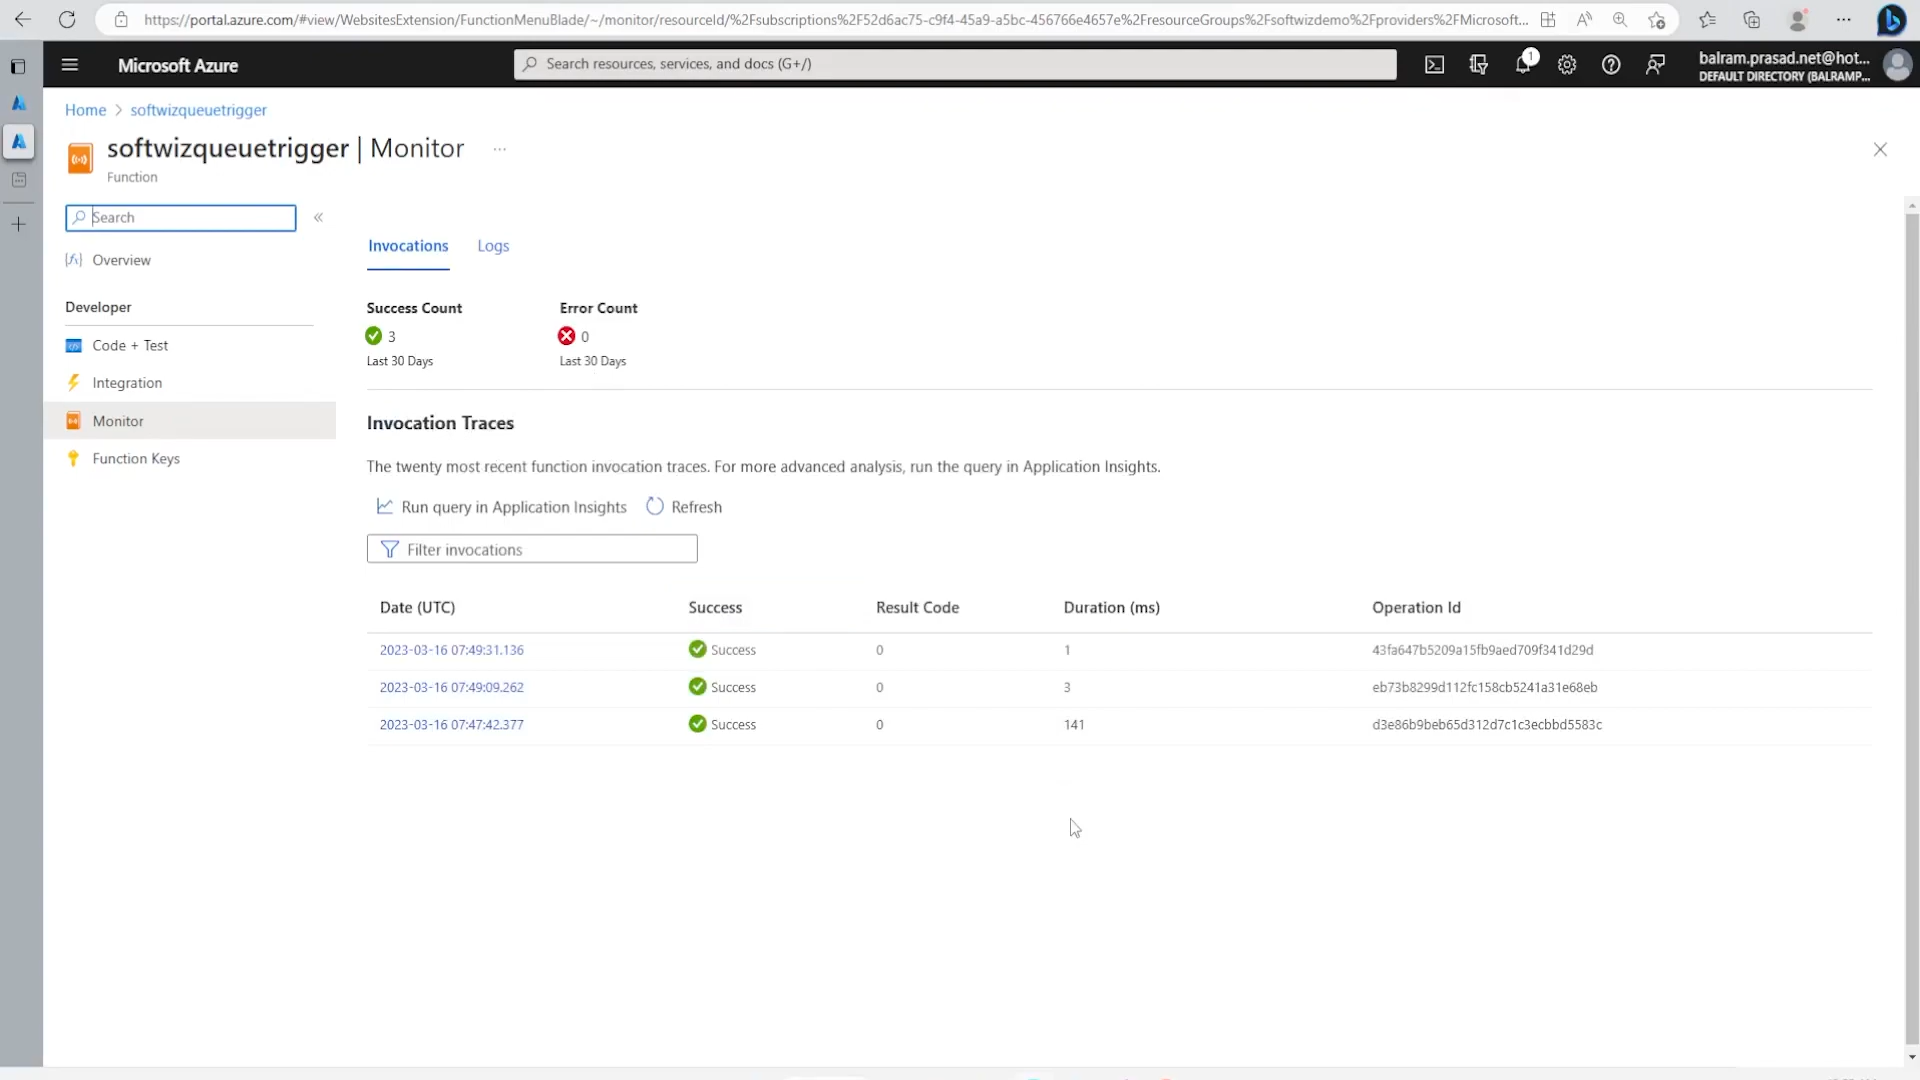 https://portal.azure.com/#view/WebsitesExtension/FunctionMenuBlade/~/monitor/resourceId/%2Fsubscriptions%2F52d6ac75-c9f4-45a9-a5bc-456766e4657e%2FresourceGroups%2Fsoftwizdemo%2Fproviders%2FMicrosoft...
Microsoft Azure
Search resources, services, and docs (G+/)
1
balram.prasad.net@hot...
DEFAULT DIRECTORY (BALRAMP...
Home > softwizqueuetrigger
softwizqueuetrigger | Monitor ...
Function
Search
«
Overview
Developer
Code + Test
Integration
Monitor
Function Keys
Invocations Logs
Success Count Error Count
3 0
Last 30 Days Last 30 Days
Invocation Traces
The twenty most recent function invocation traces. For more advanced analysis, run the query in Application Insights.
Run query in Application Insights Refresh
Filter invocations
Date (UTC) Success Result Code Duration (ms) Operation Id
2023-03-16 07:49:31.136 Success 0 1 43fa647b5209a15fb9aed709f341d29d
2023-03-16 07:49:09.262 Success 0 3 eb73b8299d112fc158cb5241a31e68eb
2023-03-16 07:47:42.377 Success 0 141 d3e86b9beb65d312d7c1c3ecbbd5583c